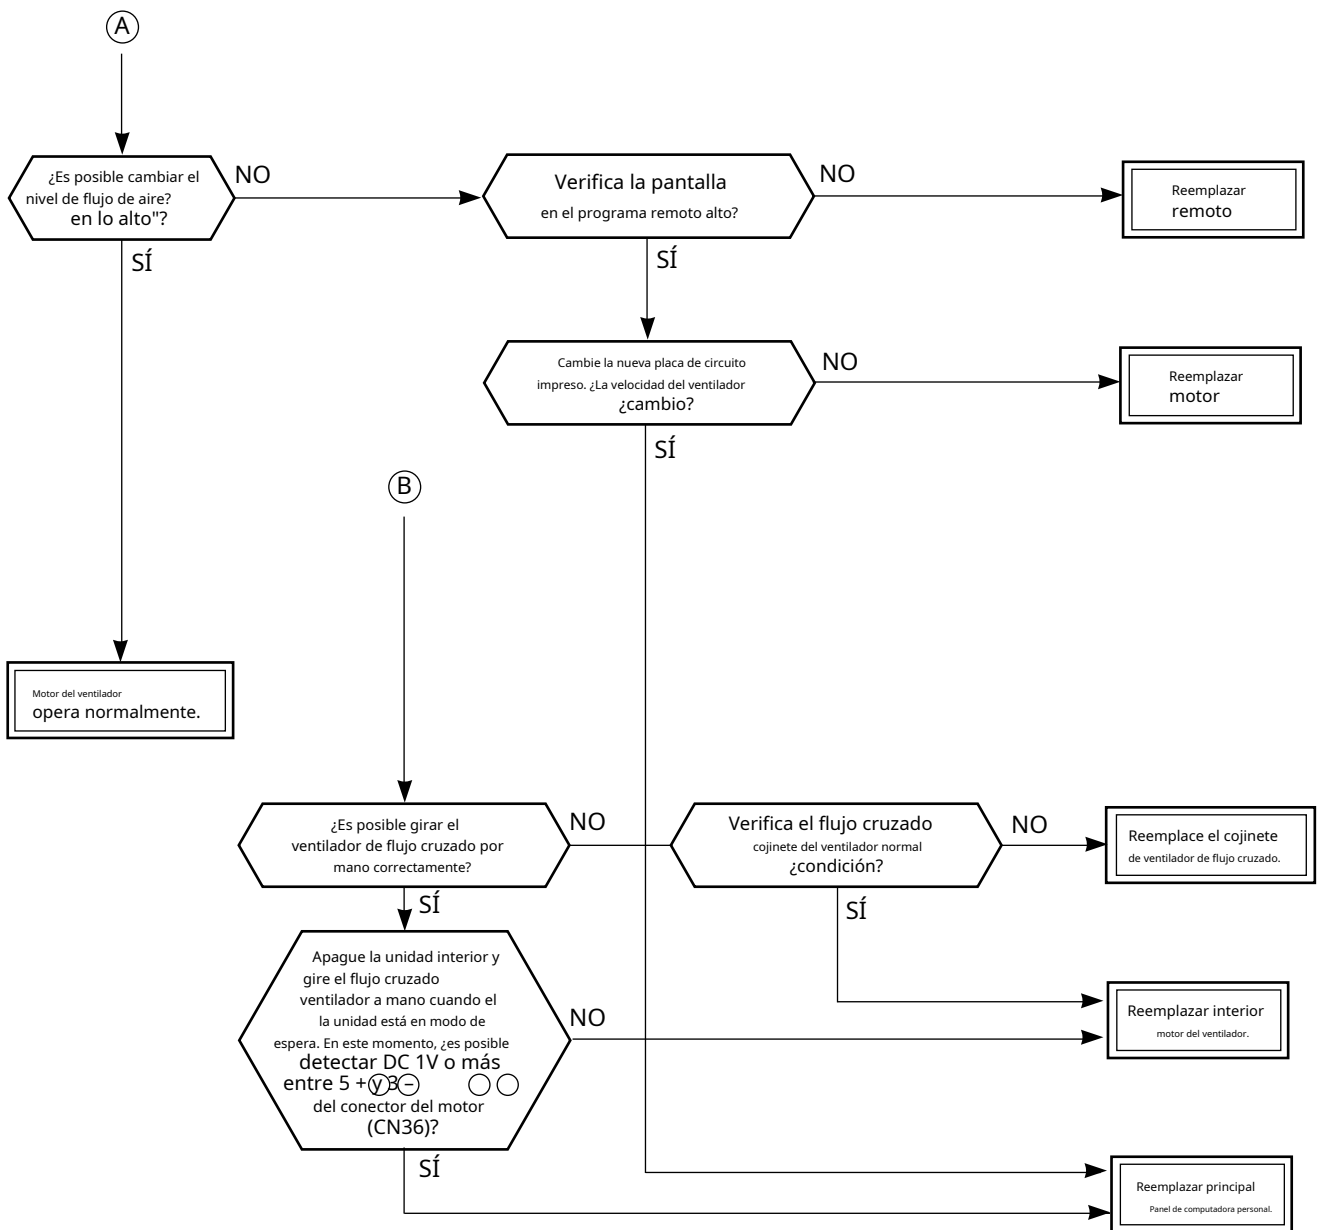 A
¿Es posible cambiar el
nivel de flujo de aire?
en lo alto"?
NO
SÍ
Verifica la pantalla
en el programa remoto alto?
NO
SÍ
Reemplazar
remoto
Cambie la nueva placa de circuito
impreso. ¿La velocidad del ventilador
¿cambio?
NO
SÍ
Reemplazar
motor
B
Motor del ventilador
opera normalmente.
¿Es posible girar el
ventilador de flujo cruzado por
mano correctamente?
NO
SÍ
Verifica el flujo cruzado
cojinete del ventilador normal
¿condición?
NO
SÍ
Reemplace el cojinete
de ventilador de flujo cruzado.
Apague la unidad interior y
gire el flujo cruzado
ventilador a mano cuando el
la unidad está en modo de
espera. En este momento, ¿es posible
detectar DC 1V o más
entre 5 + y 3 –
del conector del motor
(CN36)?
NO
SÍ
Reemplazar interior
motor del ventilador.
Reemplazar principal
Panel de computadora personal.